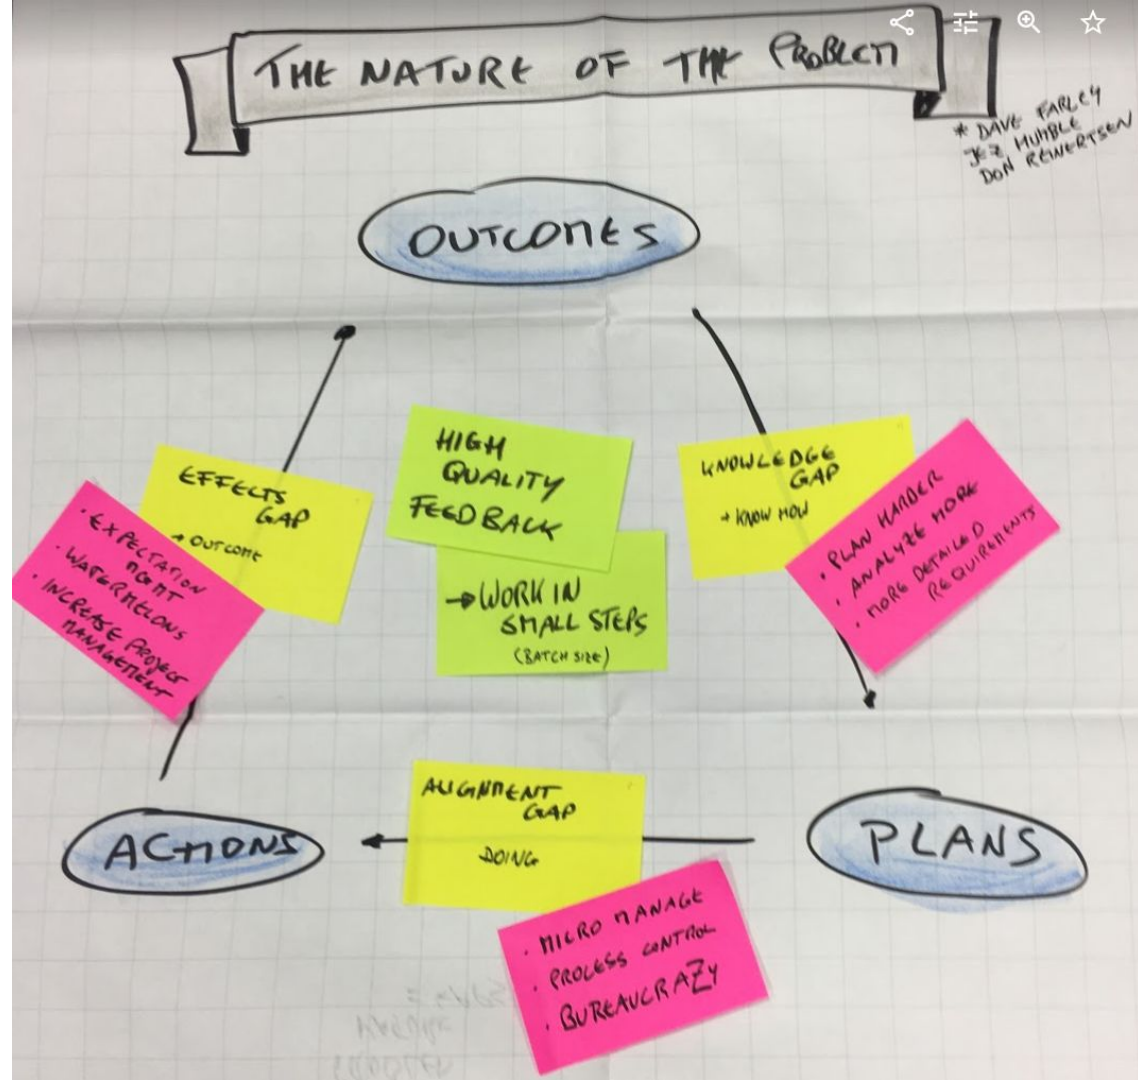 THE NATURE OF THE PROBLEM
* DAVE FARLEY
JEZ HUMBLE
DON REINERTSEN
OUTCOMES
EFFECTS
GAP
→ OUTCOME
• EXPECTATION
MGMT
• WATERMELONS
• INCREASE PROJECT
MANAGEMENT
HIGH
QUALITY
FEEDBACK
→ WORK IN
SMALL STEPS
(BATCH SIZE)
KNOWLEDGE
GAP
→ KNOW HOW
• PLAN HARDER
• ANALYZE MORE
• MORE DETAILED
REQUIREMENTS
ACTIONS
ALIGNMENT
GAP
DOING
PLANS
• MICRO MANAGE
• PROCESS CONTROL
• BUREAUCRAZY